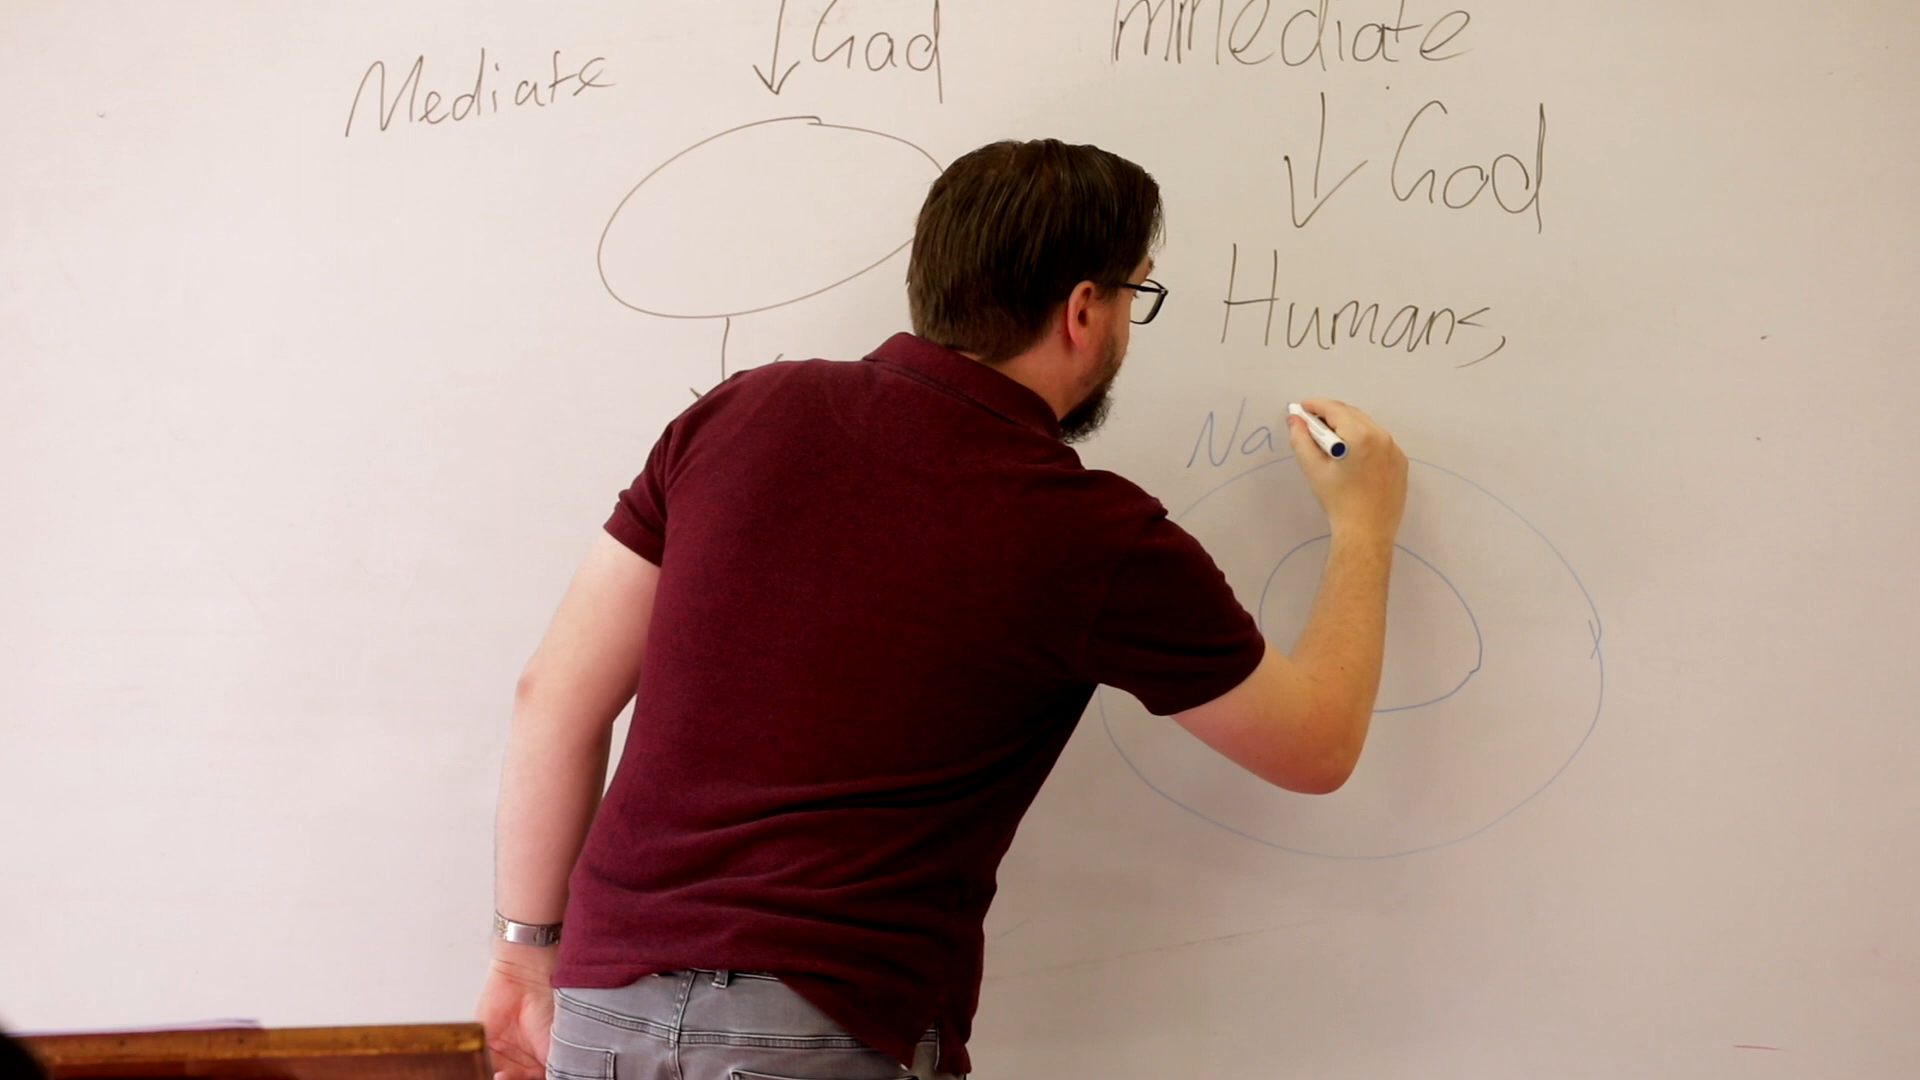 Mediate
↓ God
Immediate
↓ God
Humans,
Na